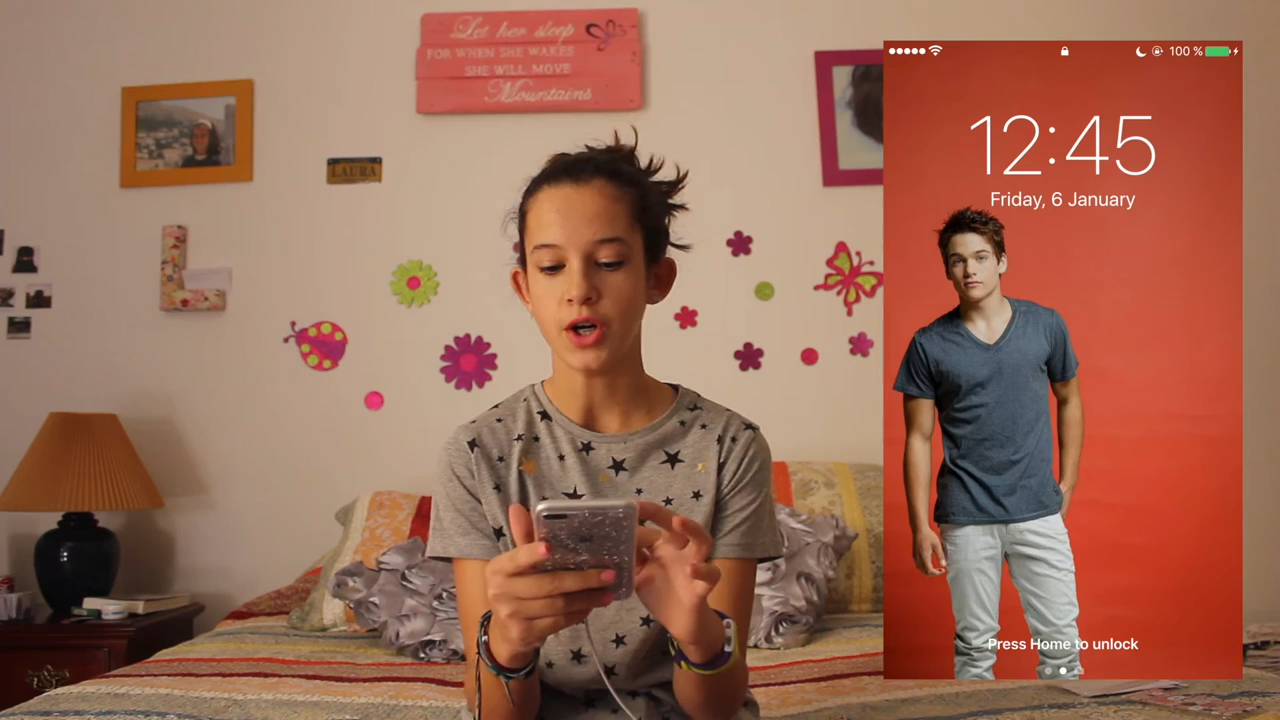 Let her sleep
FOR WHEN SHE WAKES
SHE WILL MOVE
Mountains
LAURA
L
100 %
12:45
Friday, 6 January
Press Home to unlock